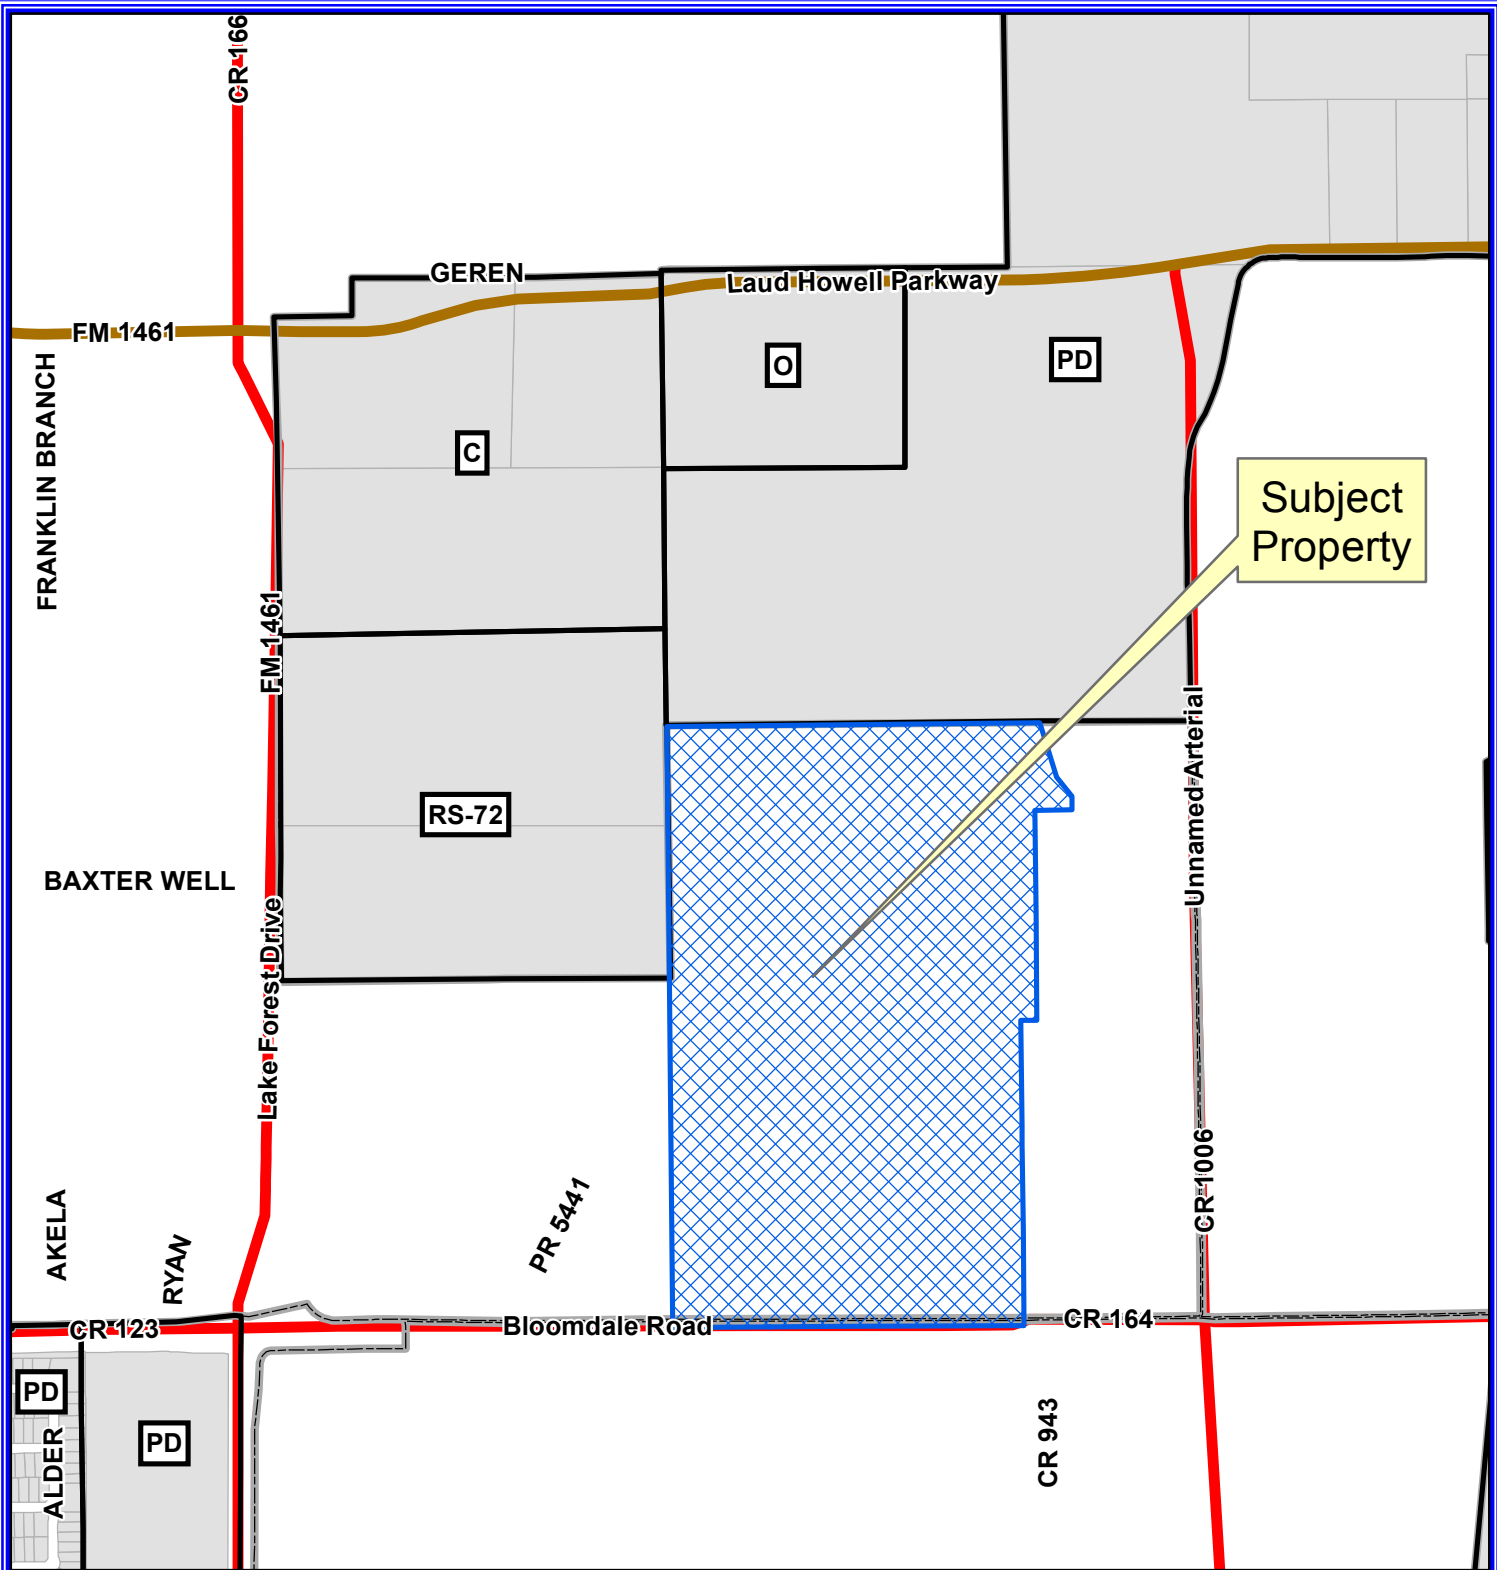 CR 166
GEREN
Laud Howell Parkway
FM 1461
O
PD
FRANKLIN BRANCH
C
Subject
Property
FM 1461
Unnamed Arterial
RS-72
BAXTER WELL
Lake Forest Drive
CR 1006
PR 5441
AKELA
RYAN
CR 123
Bloomdale Road
CR 164
PD
PD
ALDER
CR 943